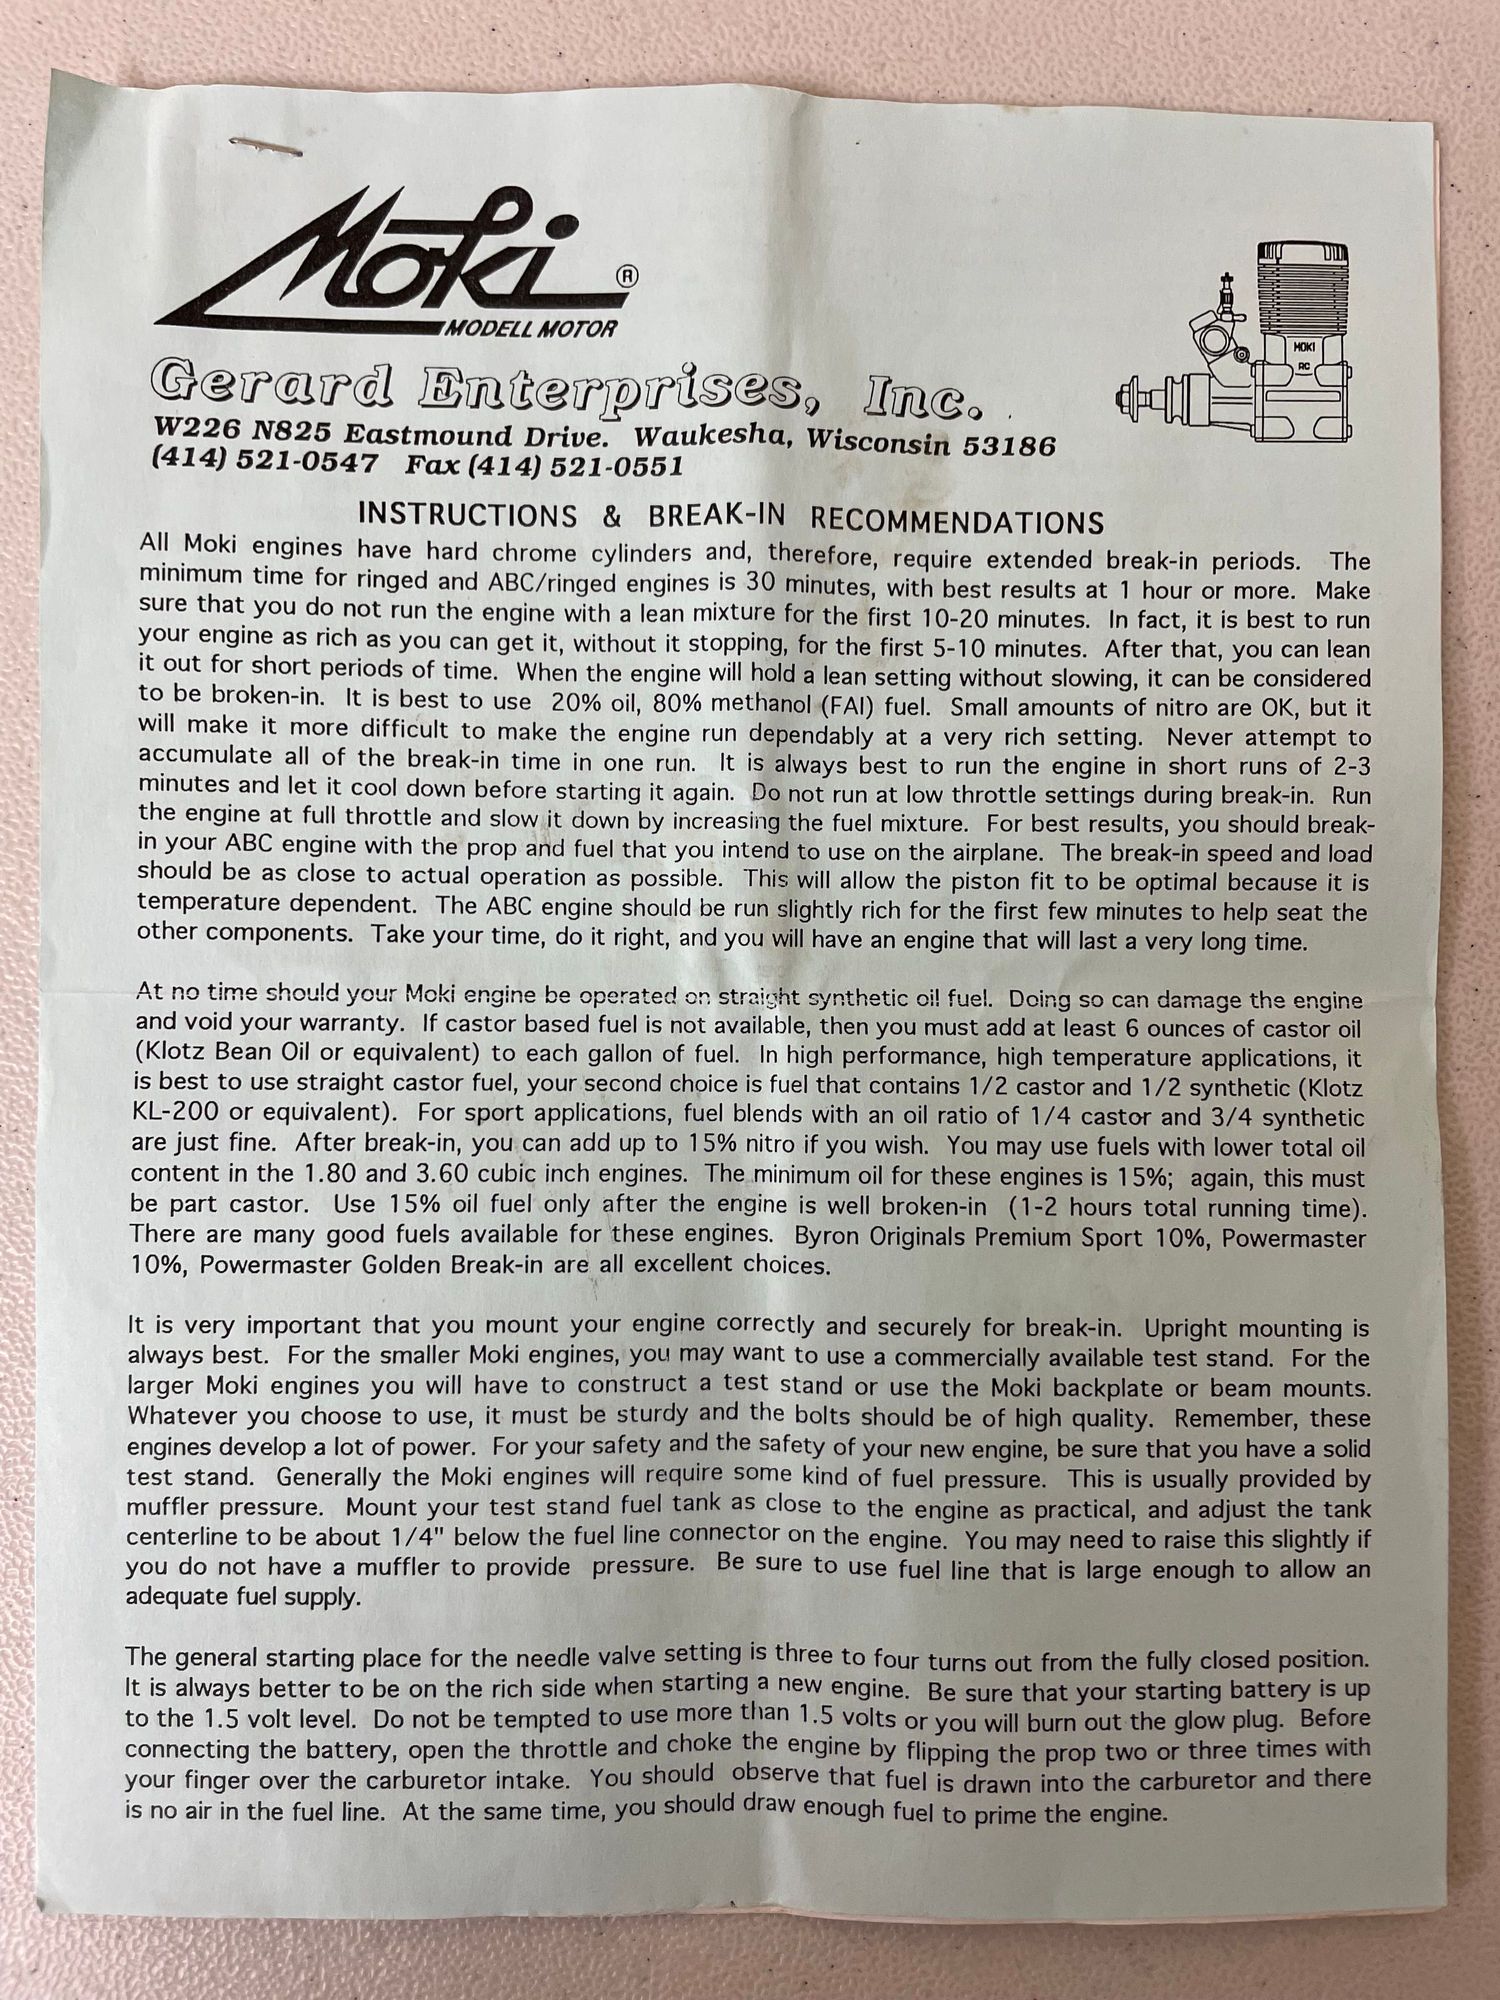 Moki ®
MODELL MOTOR
MOKI
RC
Gerard Enterprises, Inc.
W226 N825 Eastmound Drive. Waukesha, Wisconsin 53186
(414) 521-0547 Fax (414) 521-0551
INSTRUCTIONS & BREAK-IN RECOMMENDATIONS
All Moki engines have hard chrome cylinders and, therefore, require extended break-in periods. The
minimum time for ringed and ABC/ringed engines is 30 minutes, with best results at 1 hour or more. Make
sure that you do not run the engine with a lean mixture for the first 10-20 minutes. In fact, it is best to run
your engine as rich as you can get it, without it stopping, for the first 5-10 minutes. After that, you can lean
it out for short periods of time. When the engine will hold a lean setting without slowing, it can be considered
to be broken-in. It is best to use 20% oil, 80% methanol (FAI) fuel. Small amounts of nitro are OK, but it
will make it more difficult to make the engine run dependably at a very rich setting. Never attempt to
accumulate all of the break-in time in one run. It is always best to run the engine in short runs of 2-3
minutes and let it cool down before starting it again. Do not run at low throttle settings during break-in. Run
the engine at full throttle and slow it down by increasing the fuel mixture. For best results, you should break-
in your ABC engine with the prop and fuel that you intend to use on the airplane. The break-in speed and load
should be as close to actual operation as possible. This will allow the piston fit to be optimal because it is
temperature dependent. The ABC engine should be run slightly rich for the first few minutes to help seat the
other components. Take your time, do it right, and you will have an engine that will last a very long time.
At no time should your Moki engine be operated on straight synthetic oil fuel. Doing so can damage the engine
and void your warranty. If castor based fuel is not available, then you must add at least 6 ounces of castor oil
(Klotz Bean Oil or equivalent) to each gallon of fuel. In high performance, high temperature applications, it
is best to use straight castor fuel, your second choice is fuel that contains 1/2 castor and 1/2 synthetic (Klotz
KL-200 or equivalent). For sport applications, fuel blends with an oil ratio of 1/4 castor and 3/4 synthetic
are just fine. After break-in, you can add up to 15% nitro if you wish. You may use fuels with lower total oil
content in the 1.80 and 3.60 cubic inch engines. The minimum oil for these engines is 15%; again, this must
be part castor. Use 15% oil fuel only after the engine is well broken-in (1-2 hours total running time).
There are many good fuels available for these engines. Byron Originals Premium Sport 10%, Powermaster
10%, Powermaster Golden Break-in are all excellent choices.
It is very important that you mount your engine correctly and securely for break-in. Upright mounting is
always best. For the smaller Moki engines, you may want to use a commercially available test stand. For the
larger Moki engines you will have to construct a test stand or use the Moki backplate or beam mounts.
Whatever you choose to use, it must be sturdy and the bolts should be of high quality. Remember, these
engines develop a lot of power. For your safety and the safety of your new engine, be sure that you have a solid
test stand. Generally the Moki engines will require some kind of fuel pressure. This is usually provided by
muffler pressure. Mount your test stand fuel tank as close to the engine as practical, and adjust the tank
centerline to be about 1/4" below the fuel line connector on the engine. You may need to raise this slightly if
you do not have a muffler to provide pressure. Be sure to use fuel line that is large enough to allow an
adequate fuel supply.
The general starting place for the needle valve setting is three to four turns out from the fully closed position.
It is always better to be on the rich side when starting a new engine. Be sure that your starting battery is up
to the 1.5 volt level. Do not be tempted to use more than 1.5 volts or you will burn out the glow plug. Before
connecting the battery, open the throttle and choke the engine by flipping the prop two or three times with
your finger over the carburetor intake. You should observe that fuel is drawn into the carburetor and there
is no air in the fuel line. At the same time, you should draw enough fuel to prime the engine.